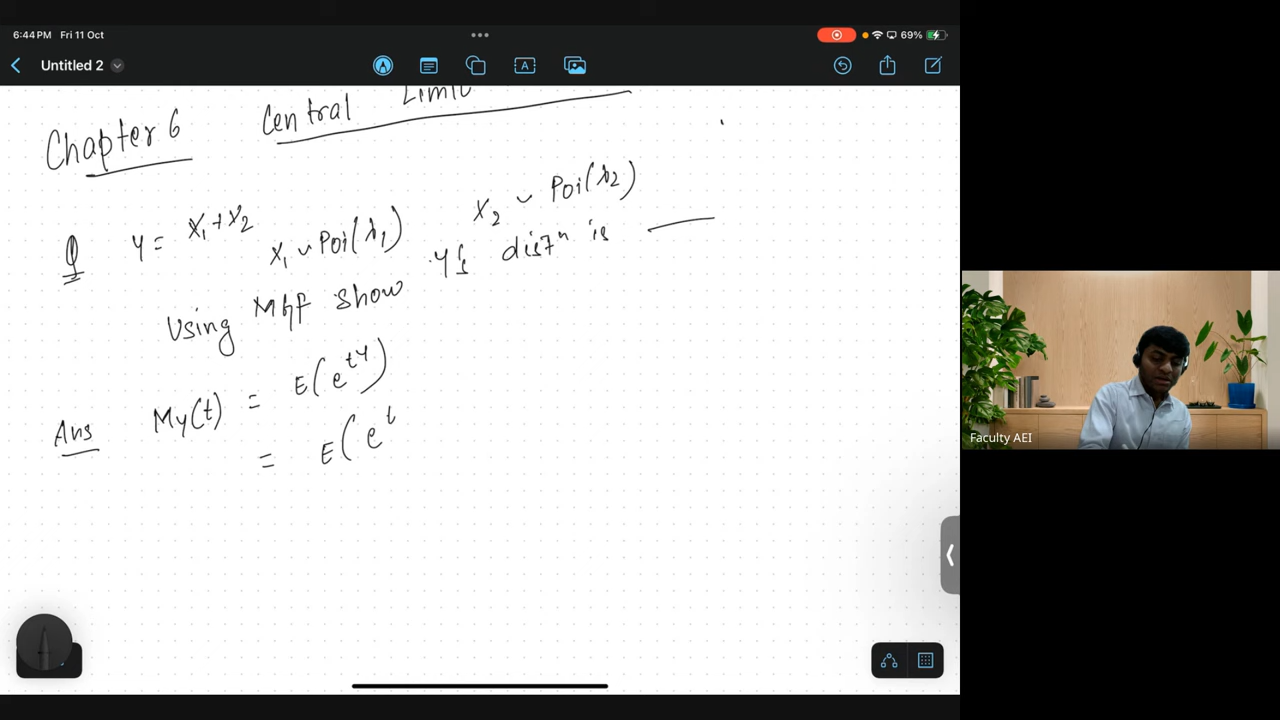 6:44 PM Fri 11 Oct
69%
Untitled 2
Chapter 6 Central Limit
Q Y = X₁+X₂ X₁ ~ Poi(λ₁) X₂ ~ Poi(λ₂)
Using Mgf show Y's distⁿ is
Ans My(t) = E(e^tY)
= E(e^t
Faculty AEI